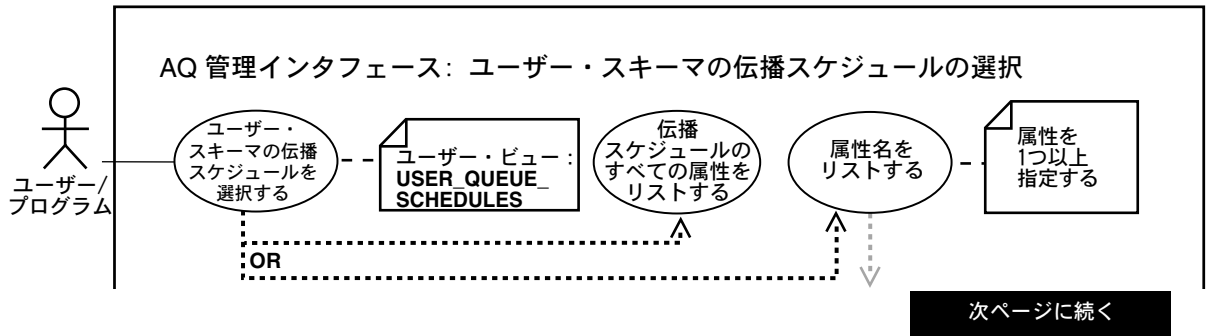 AQ 管理インタフェース: ユーザー・スキーマの伝播スケジュールの選択
ユーザー/
プログラム
ユーザー・
スキーマの伝播
スケジュールを
選択する
ユーザー・ビュー:
USER_QUEUE_
SCHEDULES
伝播
スケジュールの
すべての属性を
リストする
属性名を
リストする
属性を
1つ以上
指定する
OR
次ページに続く